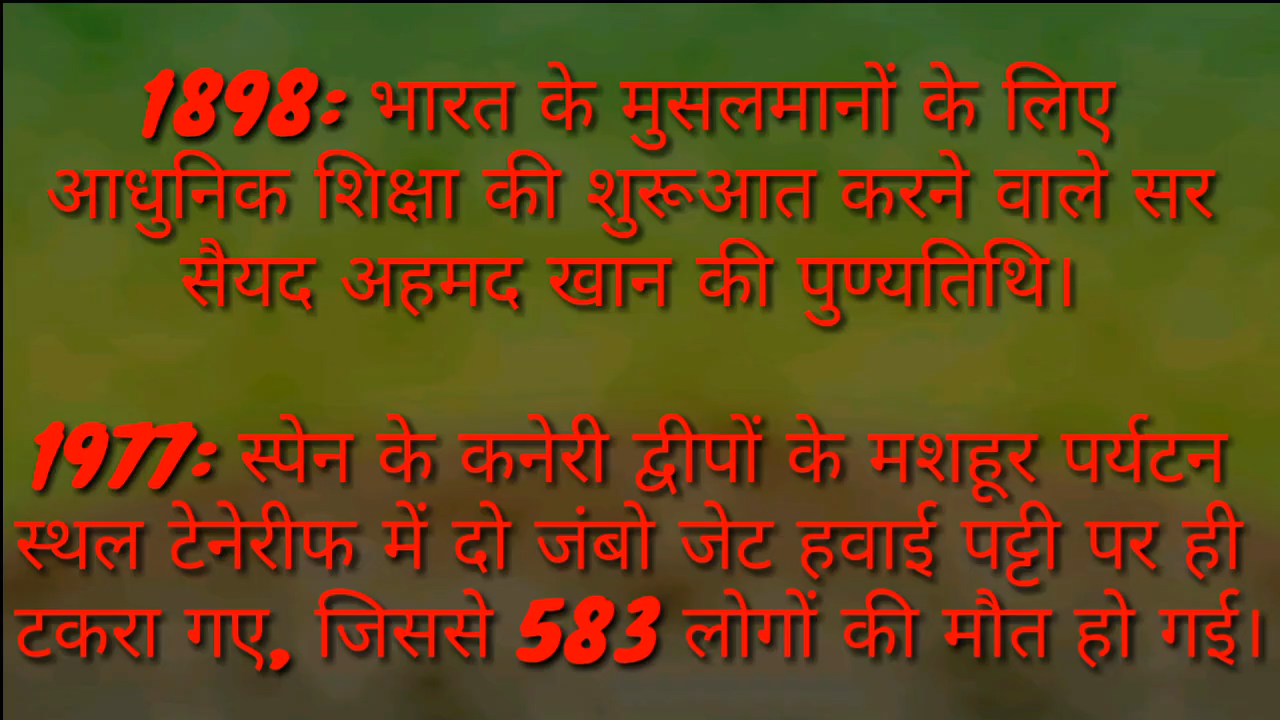 1898: भारत के मुसलमानों के लिए
आधुनिक शिक्षा की शुरूआत करने वाले सर
सैयद अहमद खान की पुण्यतिथि।
1977: स्पेन के कनेरी द्वीपों के मशहूर पर्यटन
स्थल टेनेरीफ में दो जंबो जेट हवाई पट्टी पर ही
टकरा गए, जिससे 583 लोगों की मौत हो गई।